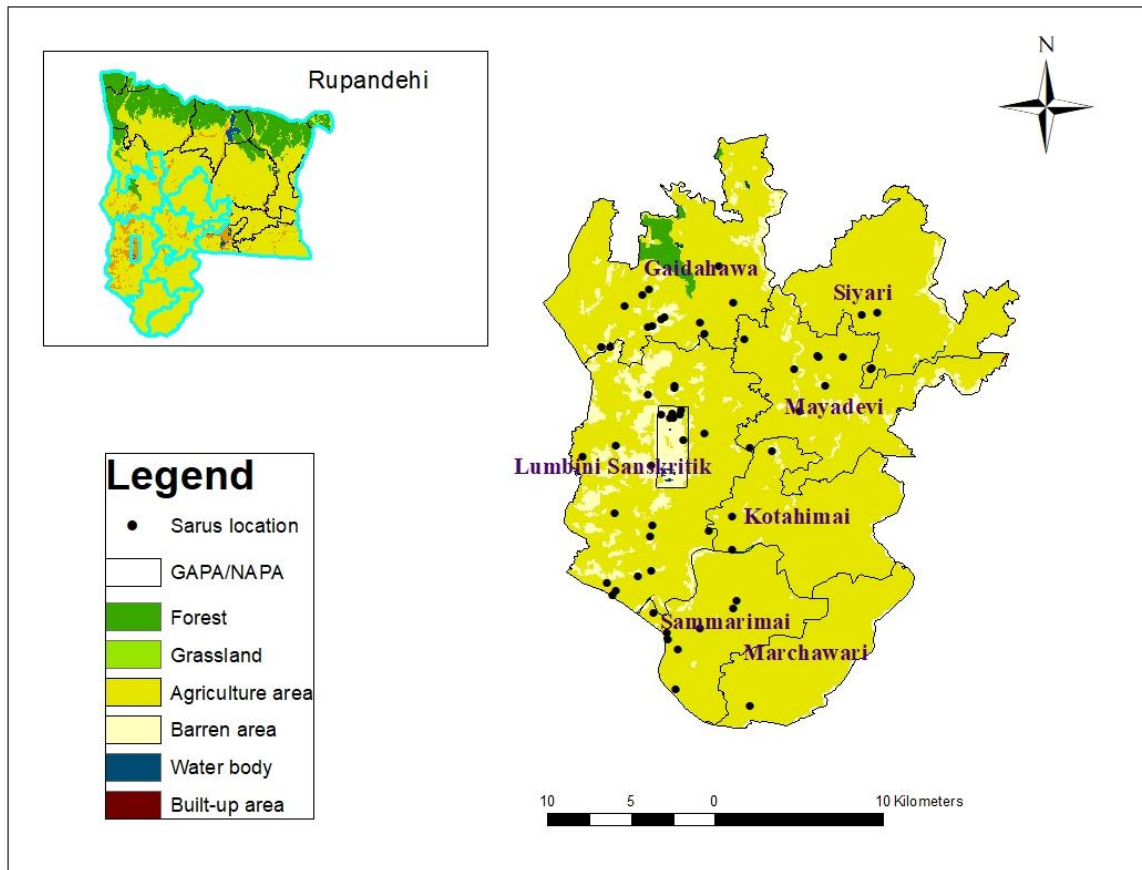 Rupandehi
N
Gaidahawa
Siyari
Mayadevi
Lumbini Sanskritik
Kotahimai
Sammarimai
Marchawari
Legend
Sarus location
GAPA/NAPA
Forest
Grassland
Agriculture area
Barren area
Water body
Built-up area
10 5 0 10 Kilometers